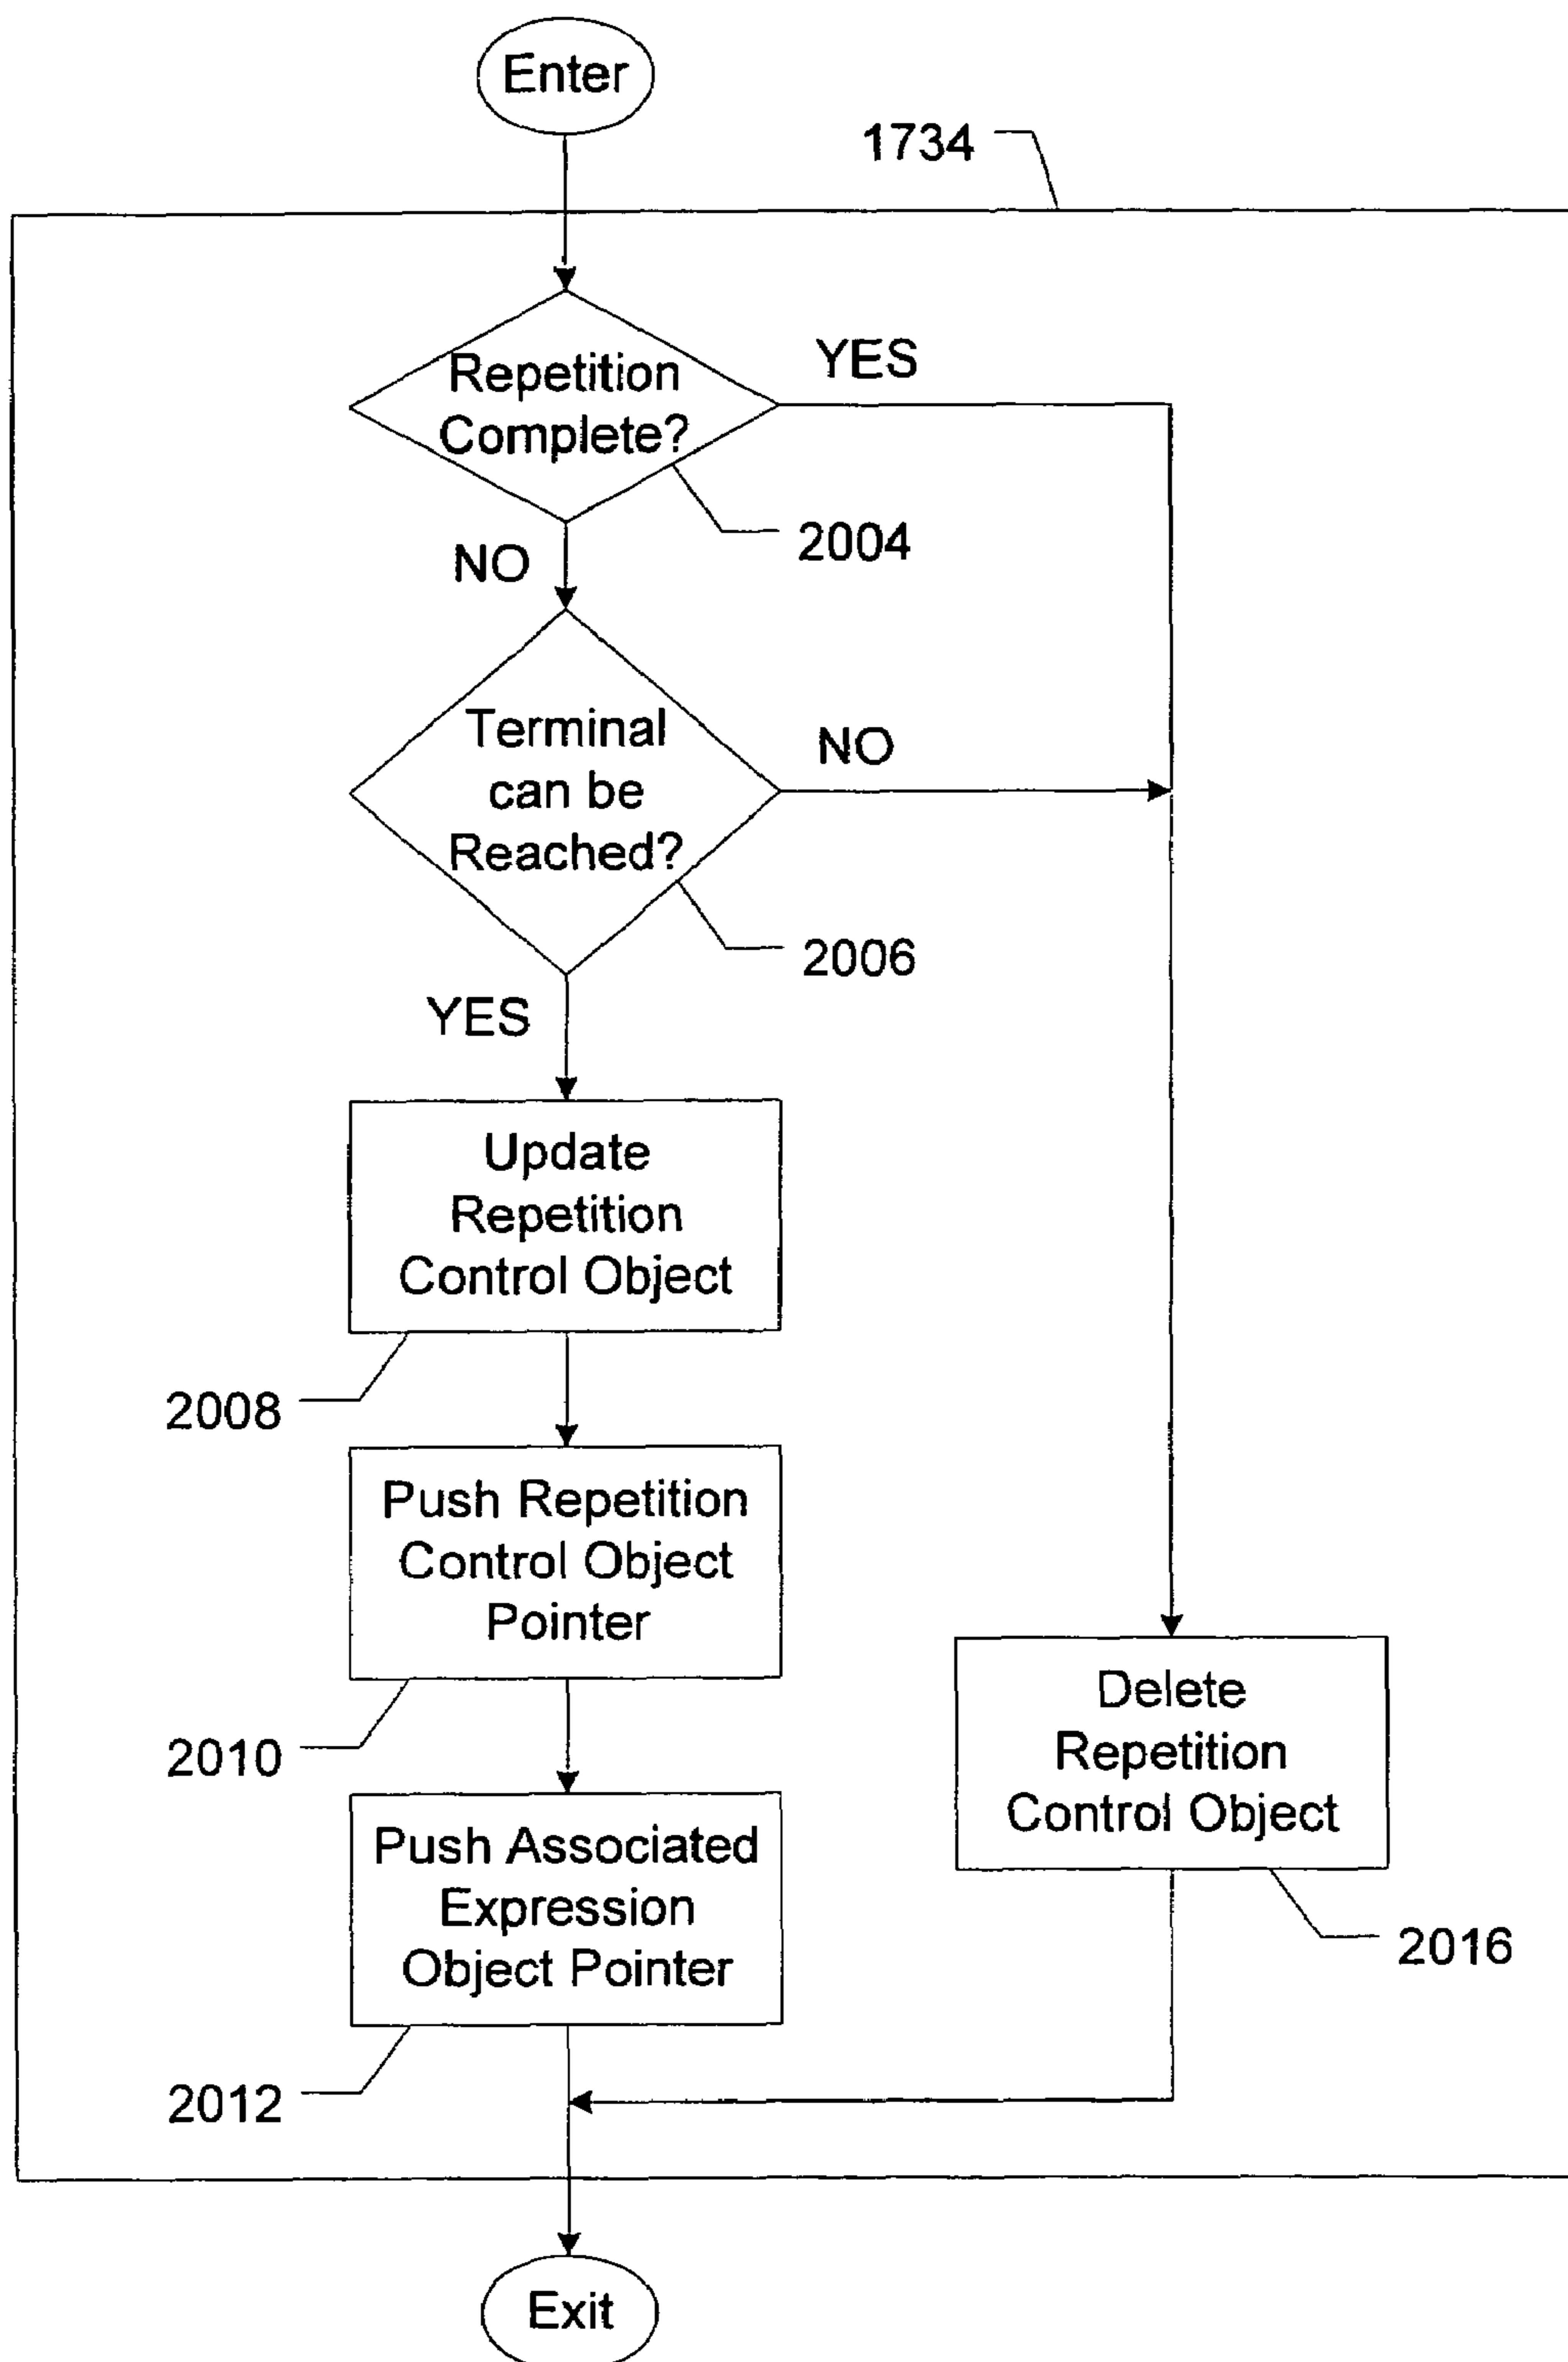 Enter
1734
Repetition
Complete?
YES
2004
NO
Terminal
can be
Reached?
NO
2006
YES
Update
Repetition
Control Object
2008
Push Repetition
Control Object
Pointer
2010
Delete
Repetition
Control Object
2016
Push Associated
Expression
Object Pointer
2012
Exit